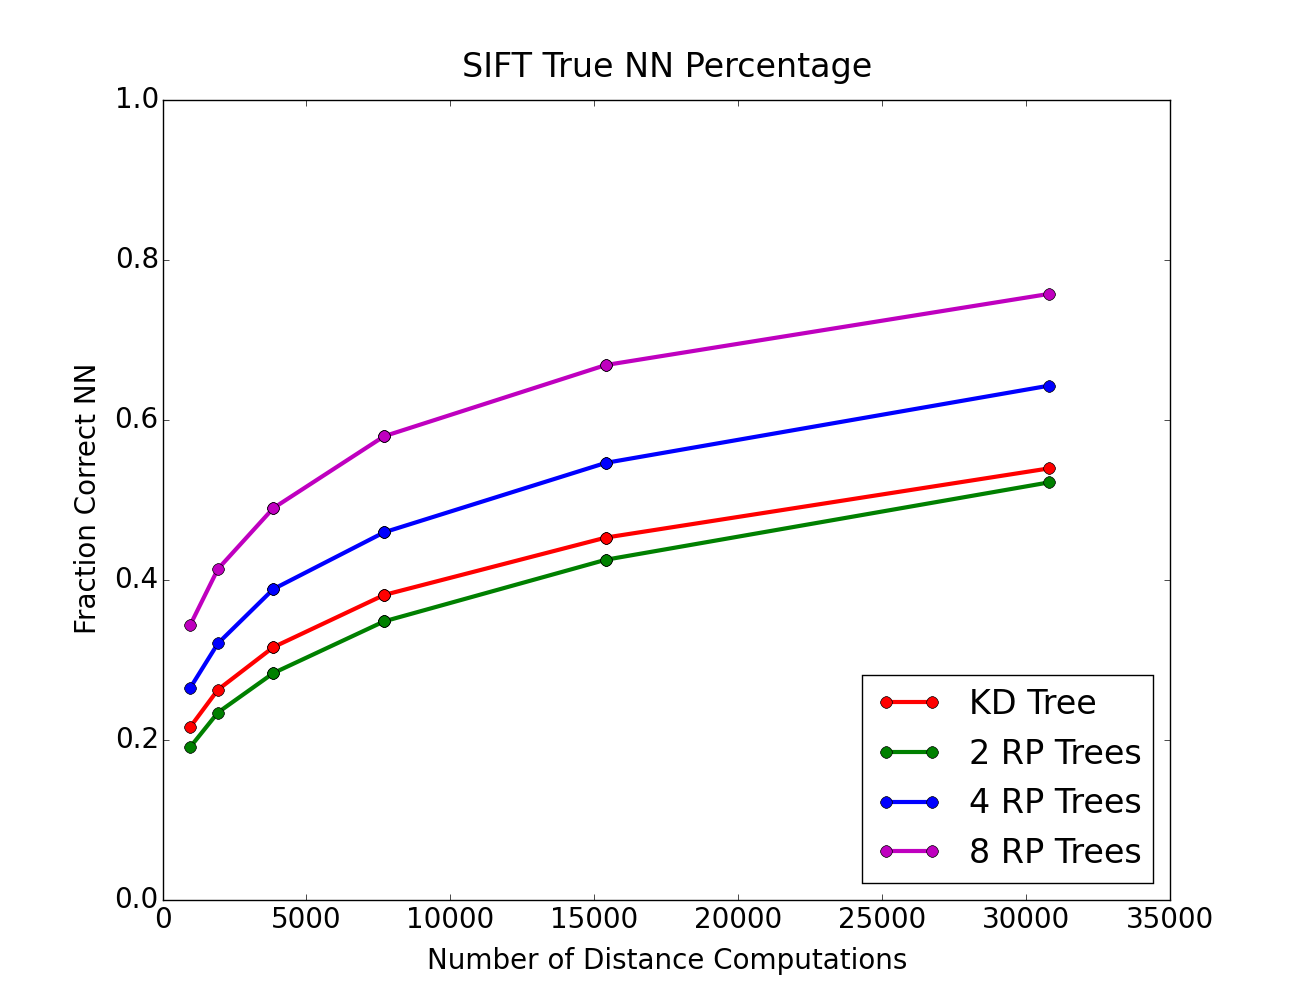 SIFT True NN Percentage
1.0
0.8
0.6
0.4
0.2
0.0
Fraction Correct NN
KD Tree
2 RP Trees
4 RP Trees
8 RP Trees
0 5000 10000 15000 20000 25000 30000 35000
Number of Distance Computations